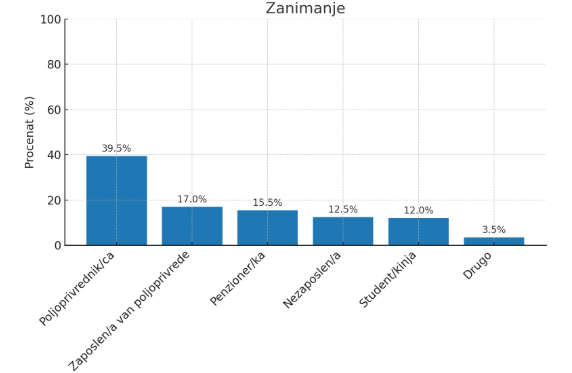 Zanimanje
Procenat (%)
100
80
60
40
20
0
39.5%
17.0%
15.5%
12.5%
12.0%
3.5%
Poljoprivrednik/ca
Zaposlen/a van poljoprivrede
Penzioner/ka
Nezaposlen/a
Student/kinja
Drugo